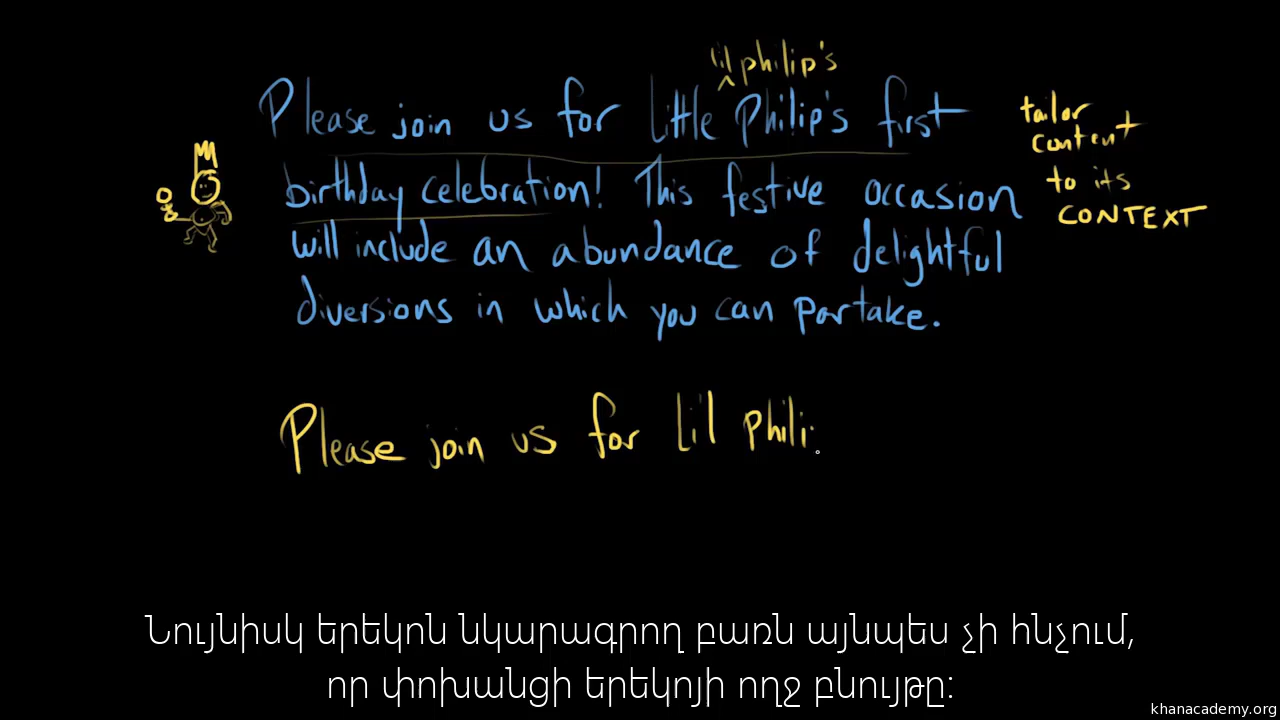 lil philip's
Please join us for little Philip's first
birthday celebration! This festive occasion
will include an abundance of delightful
diversions in which you can partake.
tailor
content
to its
CONTEXT
Please join us for li'l Phili
Նույնիսկ երեկոն նկարագրող բառն այնպես չի հնչում,
որ փոխանցի երեկոյի ողջ բնույթը:
khanacademy.org